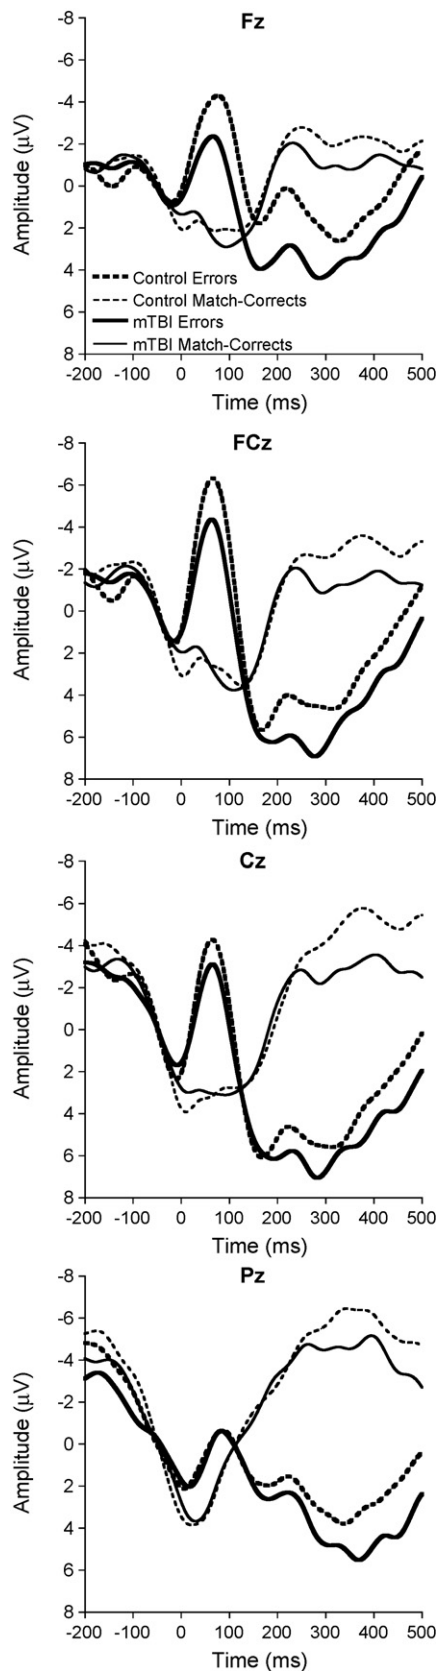 Fz
-8
-6
-4
-2
0
2
4
6
8
Amplitude (µV)
Control Errors
Control Match-Corrects
mTBI Errors
mTBI Match-Corrects
-200 -100 0 100 200 300 400 500
Time (ms)
FCz
-8
-6
-4
-2
0
2
4
6
8
Amplitude (µV)
-200 -100 0 100 200 300 400 500
Time (ms)
Cz
-8
-6
-4
-2
0
2
4
6
8
Amplitude (µV)
-200 -100 0 100 200 300 400 500
Time (ms)
Pz
-8
-6
-4
-2
0
2
4
6
8
Amplitude (µV)
-200 -100 0 100 200 300 400 500
Time (ms)